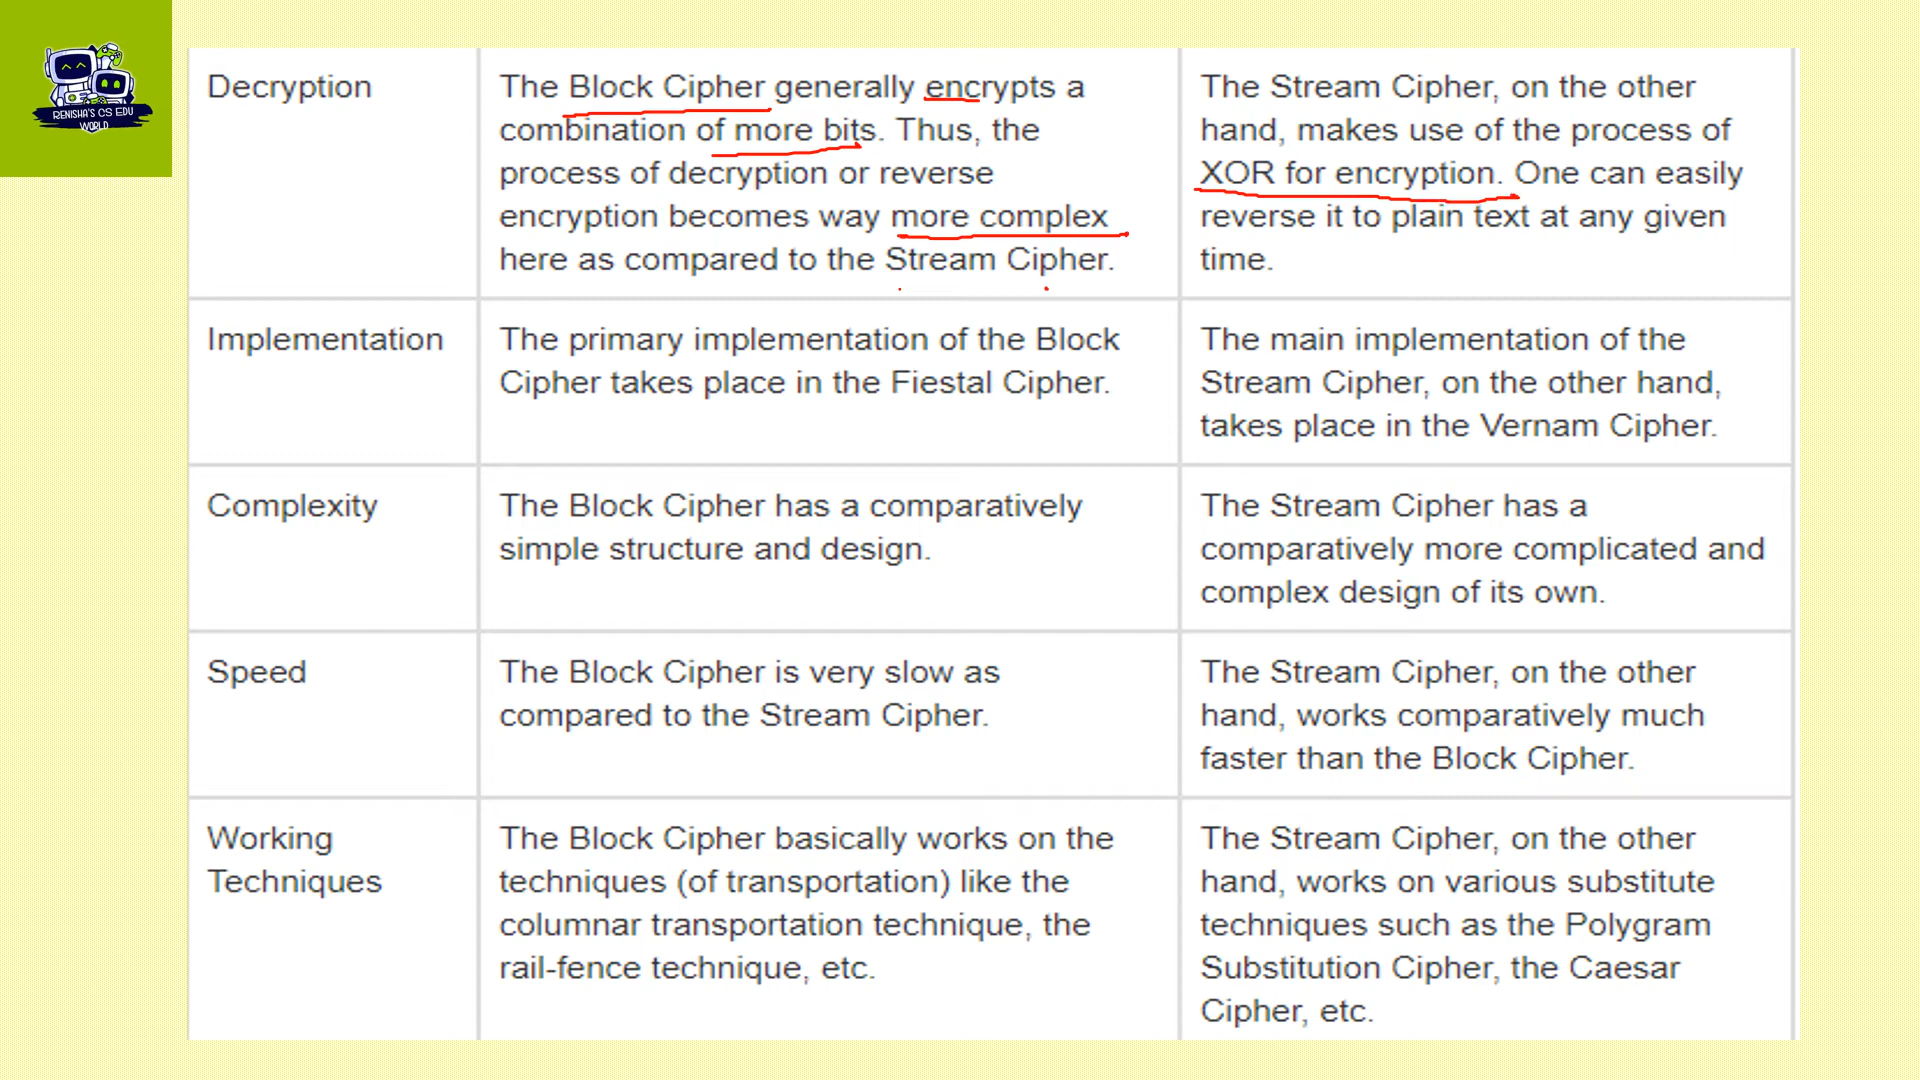 RENISHA'S CS EDU
WORLD
Decryption
The Block Cipher generally encrypts a
combination of more bits. Thus, the
process of decryption or reverse
encryption becomes way more complex
here as compared to the Stream Cipher.
The Stream Cipher, on the other
hand, makes use of the process of
XOR for encryption. One can easily
reverse it to plain text at any given
time.
Implementation
The primary implementation of the Block
Cipher takes place in the Fiestal Cipher.
The main implementation of the
Stream Cipher, on the other hand,
takes place in the Vernam Cipher.
Complexity
The Block Cipher has a comparatively
simple structure and design.
The Stream Cipher has a
comparatively more complicated and
complex design of its own.
Speed
The Block Cipher is very slow as
compared to the Stream Cipher.
The Stream Cipher, on the other
hand, works comparatively much
faster than the Block Cipher.
Working
Techniques
The Block Cipher basically works on the
techniques (of transportation) like the
columnar transportation technique, the
rail-fence technique, etc.
The Stream Cipher, on the other
hand, works on various substitute
techniques such as the Polygram
Substitution Cipher, the Caesar
Cipher, etc.